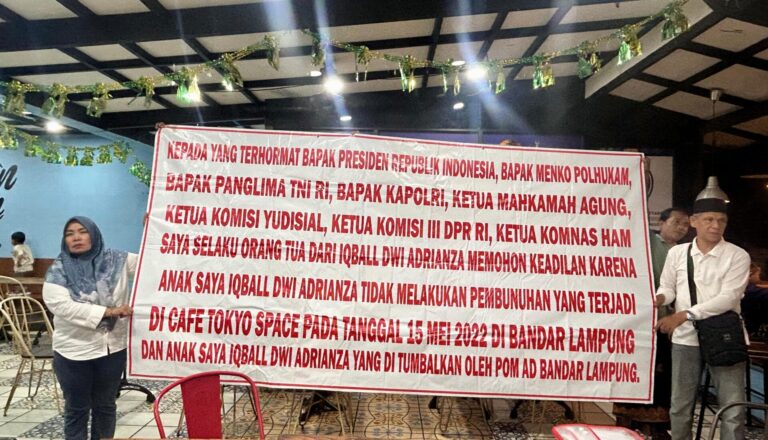 KEPADA YANG TERHORMAT BAPAK PRESIDEN REPUBLIK INDONESIA, BAPAK MENKO POLHUKAM,
BAPAK PANGLIMA TNI RI, BAPAK KAPOLRI, KETUA MAHKAMAH AGUNG,
KETUA KOMISI YUDISIAL, KETUA KOMISI III DPR RI, KETUA KOMNAS HAM
SAYA SELAKU ORANG TUA DARI IQBALL DWI ADRIANZA MEMOHON KEADILAN KARENA
ANAK SAYA IQBALL DWI ADRIANZA TIDAK MELAKUKAN PEMBUNUHAN YANG TERJADI
DI CAFE TOKYO SPACE PADA TANGGAL 15 MEI 2022 DI BANDAR LAMPUNG
DAN ANAK SAYA IQBALL DWI ADRIANZA YANG DI TUMBALKAN OLEH POM AD BANDAR LAMPUNG.